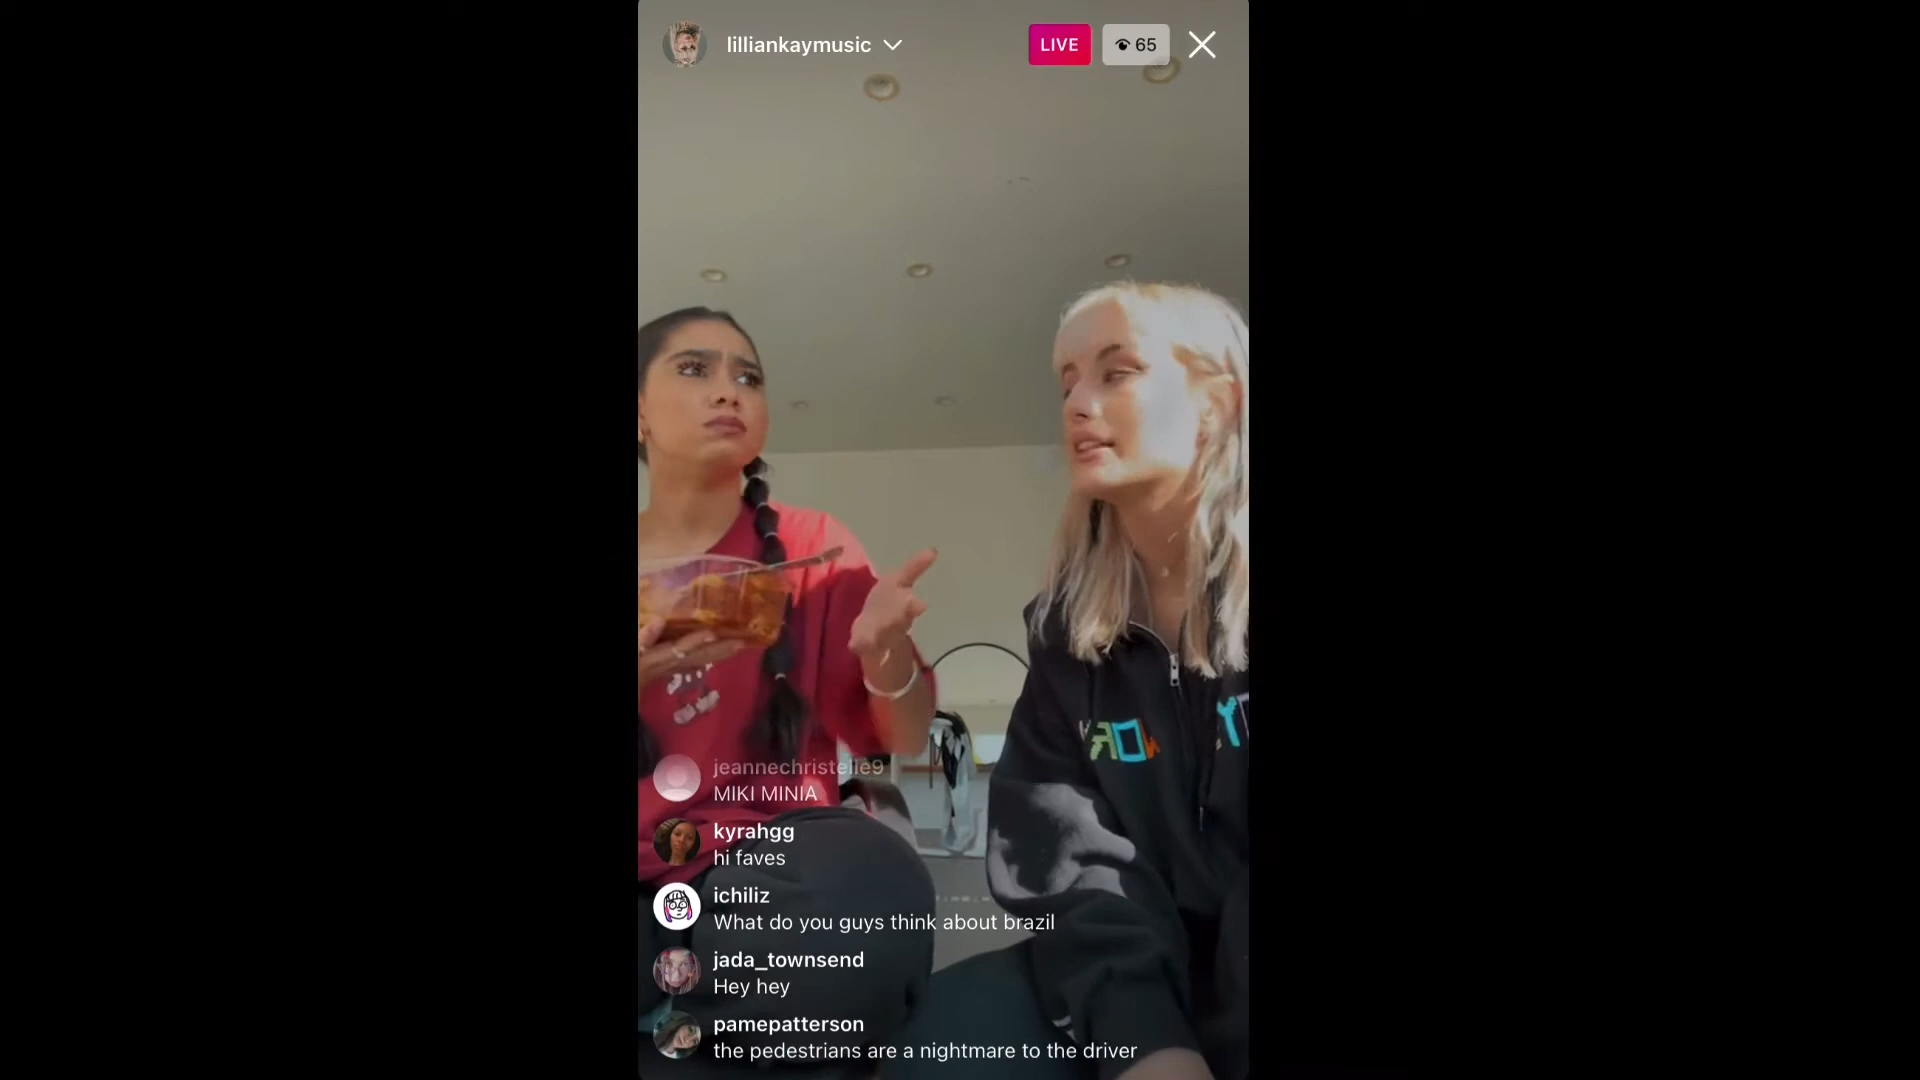 lilliankaymusic
LIVE
65
jeannechristelle9
MIKI MINIA
kyrahgg
hi faves
ichiliz
What do you guys think about brazil
jada_townsend
Hey hey
pamepatterson
the pedestrians are a nightmare to the driver